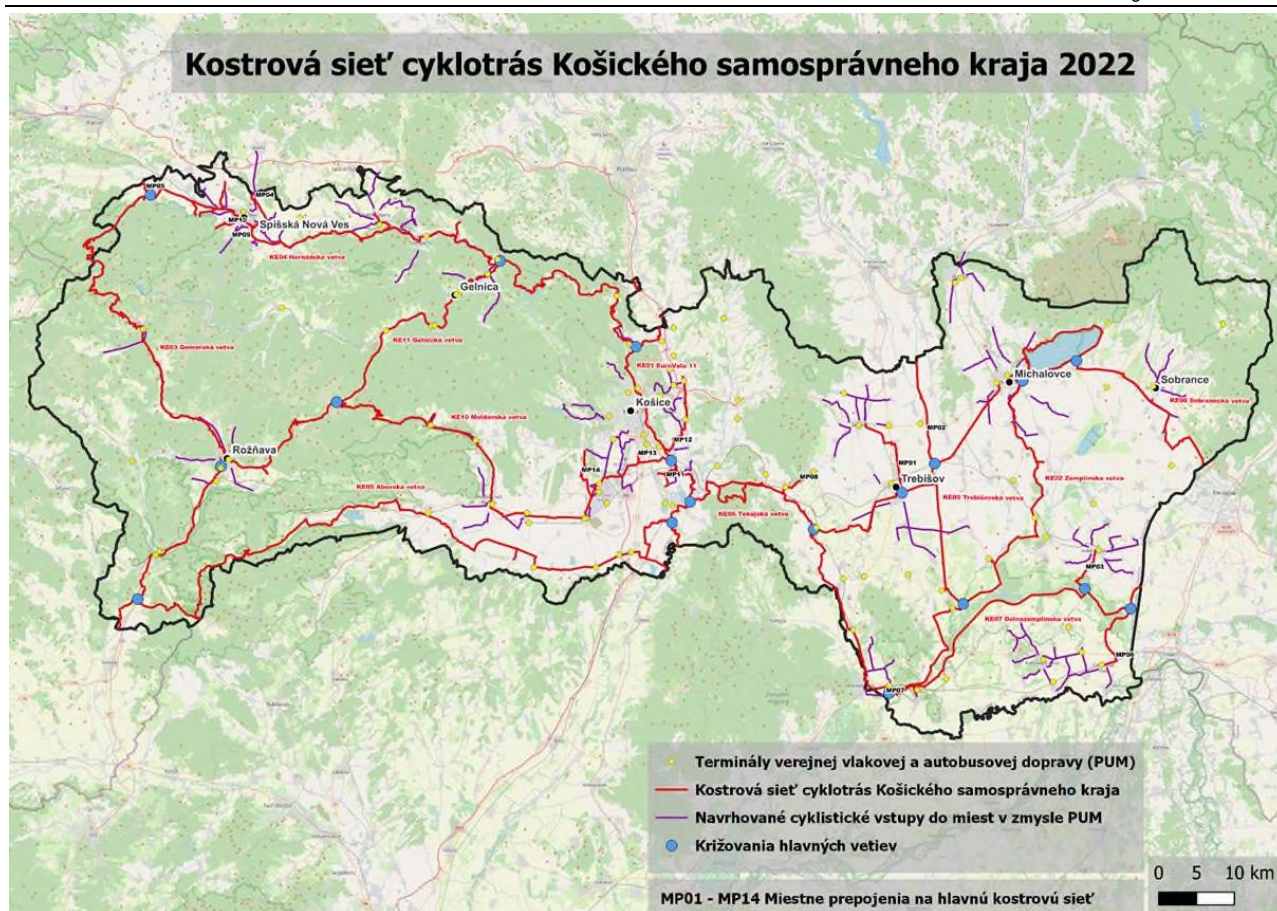 Kostrová sieť cyklotrás Košického samosprávneho kraja 2022
MP05
MP04
MP10
Spišská Nová Ves
MP09
KE04 Hornádska vetva
Gelnica
KE03 Gemerská vetva
KE11 Gelnická vetva
KE01 EuroVelo 11
Košice
Michalovce
Sobrance
KE08 Sobranecká vetva
KE10 Moldavská vetva
MP02
MP12
Rožňava
MP13
MP14
MP11
MP01
MP08
Trebišov
KE02 Zemplínska vetva
KE05 Abovská vetva
KE09 Trebišovská vetva
KE06 Tokajská vetva
MP03
KE07 Dolnozemplínska vetva
MP06
MP07
Terminály verejnej vlakovej a autobusovej dopravy (PUM)
Kostrová sieť cyklotrás Košického samosprávneho kraja
Navrhované cyklistické vstupy do miest v zmysle PUM
Križovania hlavných vetiev
0 5 10 km
MP01 - MP14 Miestne prepojenia na hlavnú kostrovú sieť